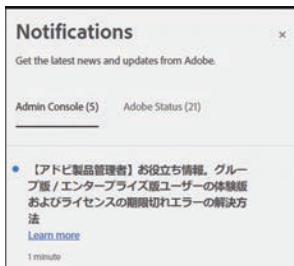 Notifications
×
Get the latest news and updates from Adobe.
Admin Console (5) Adobe Status (21)
【アドビ製品管理者】お役立ち情報。グルー
プ版 / エンタープライズ版ユーザーの体験版
およびライセンスの期限切れエラーの解決方
法
Learn more
1 minute